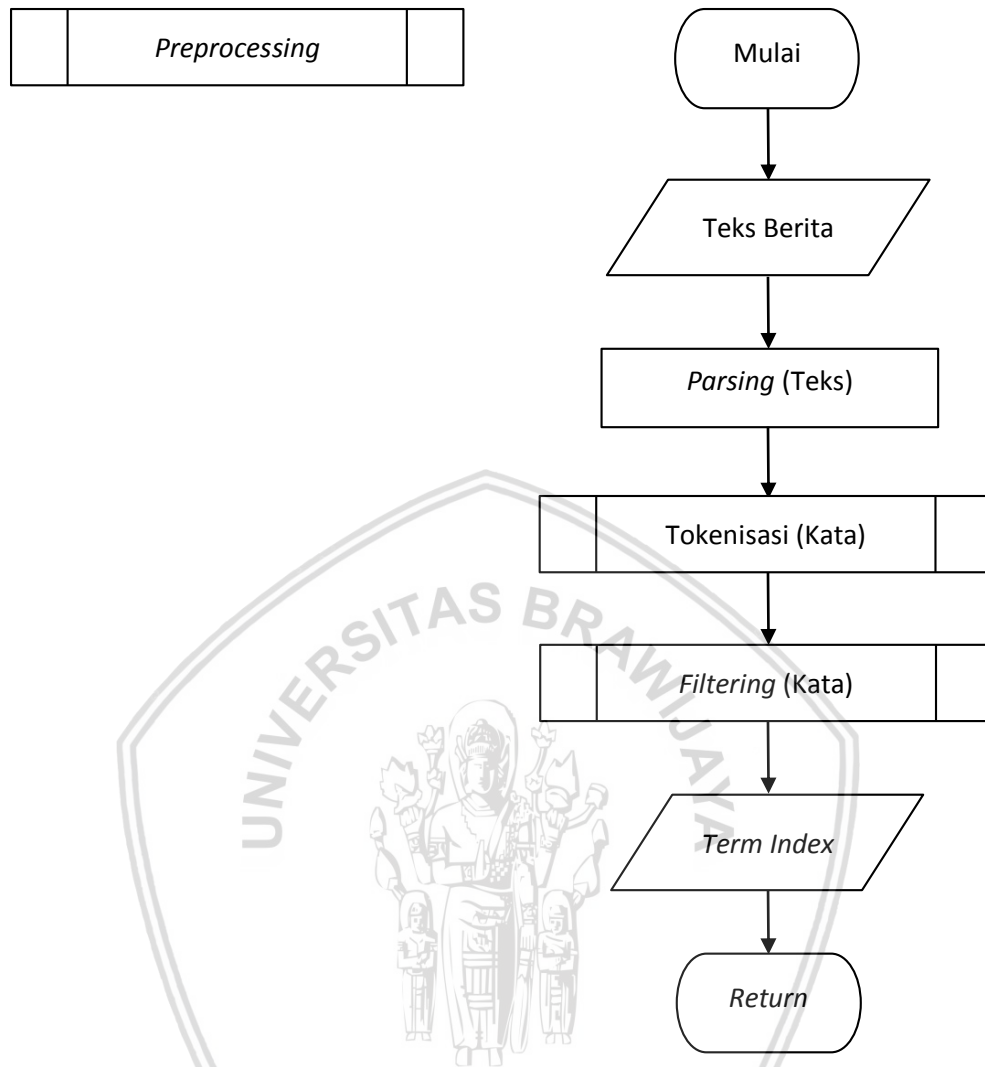 Preprocessing
Mulai
Teks Berita
Parsing (Teks)
Tokenisasi (Kata)
Filtering (Kata)
Term Index
Return
UNIVERSITAS BRAWIJAYA